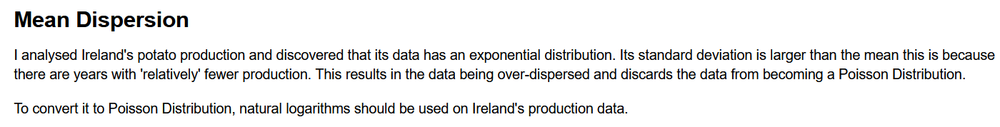 Mean Dispersion
I analysed Ireland's potato production and discovered that its data has an exponential distribution. Its standard deviation is larger than the mean this is because
there are years with 'relatively' fewer production. This results in the data being over-dispersed and discards the data from becoming a Poisson Distribution.
To convert it to Poisson Distribution, natural logarithms should be used on Ireland's production data.